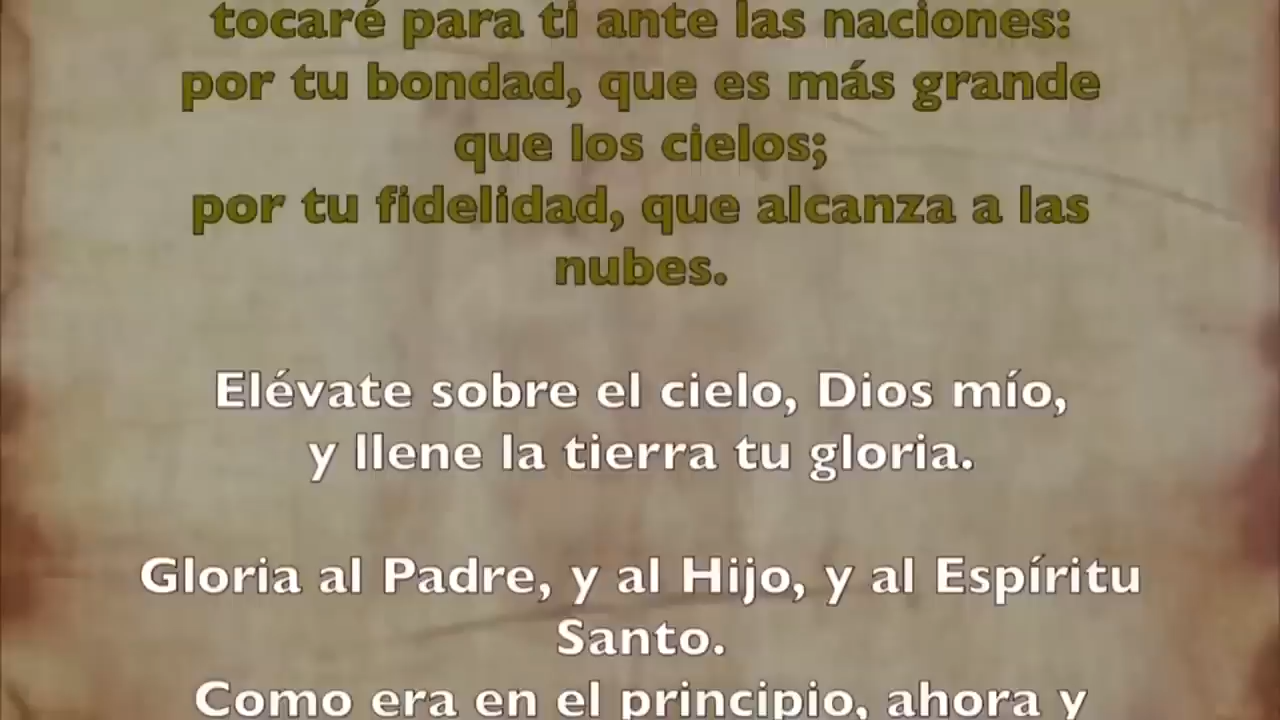 tocaré para ti ante las naciones:
por tu bondad, que es más grande
que los cielos;
por tu fidelidad, que alcanza a las
nubes.
Elévate sobre el cielo, Dios mío,
y llene la tierra tu gloria.
Gloria al Padre, y al Hijo, y al Espíritu
Santo.
Como era en el principio, ahora y